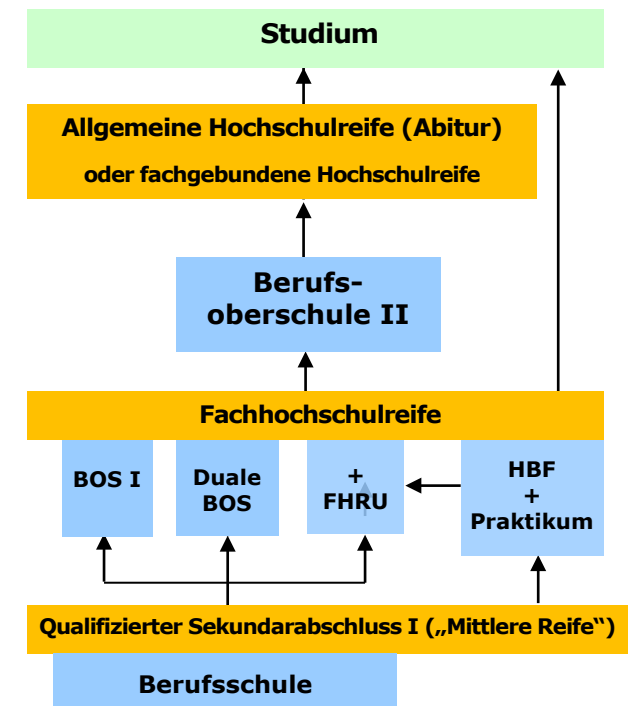 Studium
Allgemeine Hochschulreife (Abitur)
oder fachgebundene Hochschulreife
Berufs-
oberschule II
Fachhochschulreife
BOS I
Duale
BOS
+
FHRU
HBF
+
Praktikum
Qualifizierter Sekundarabschluss I („Mittlere Reife“)
Berufsschule